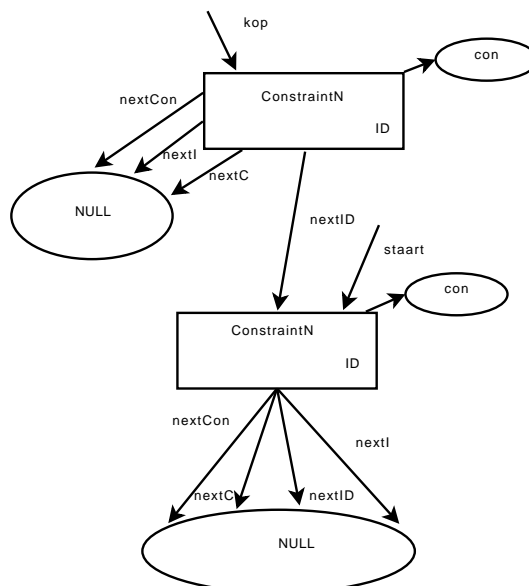 kop
con
ConstraintN
nextCon
ID
nextI
nextC
NULL
nextID
staart
con
ConstraintN
ID
nextCon
nextI
nextC
nextID
NULL